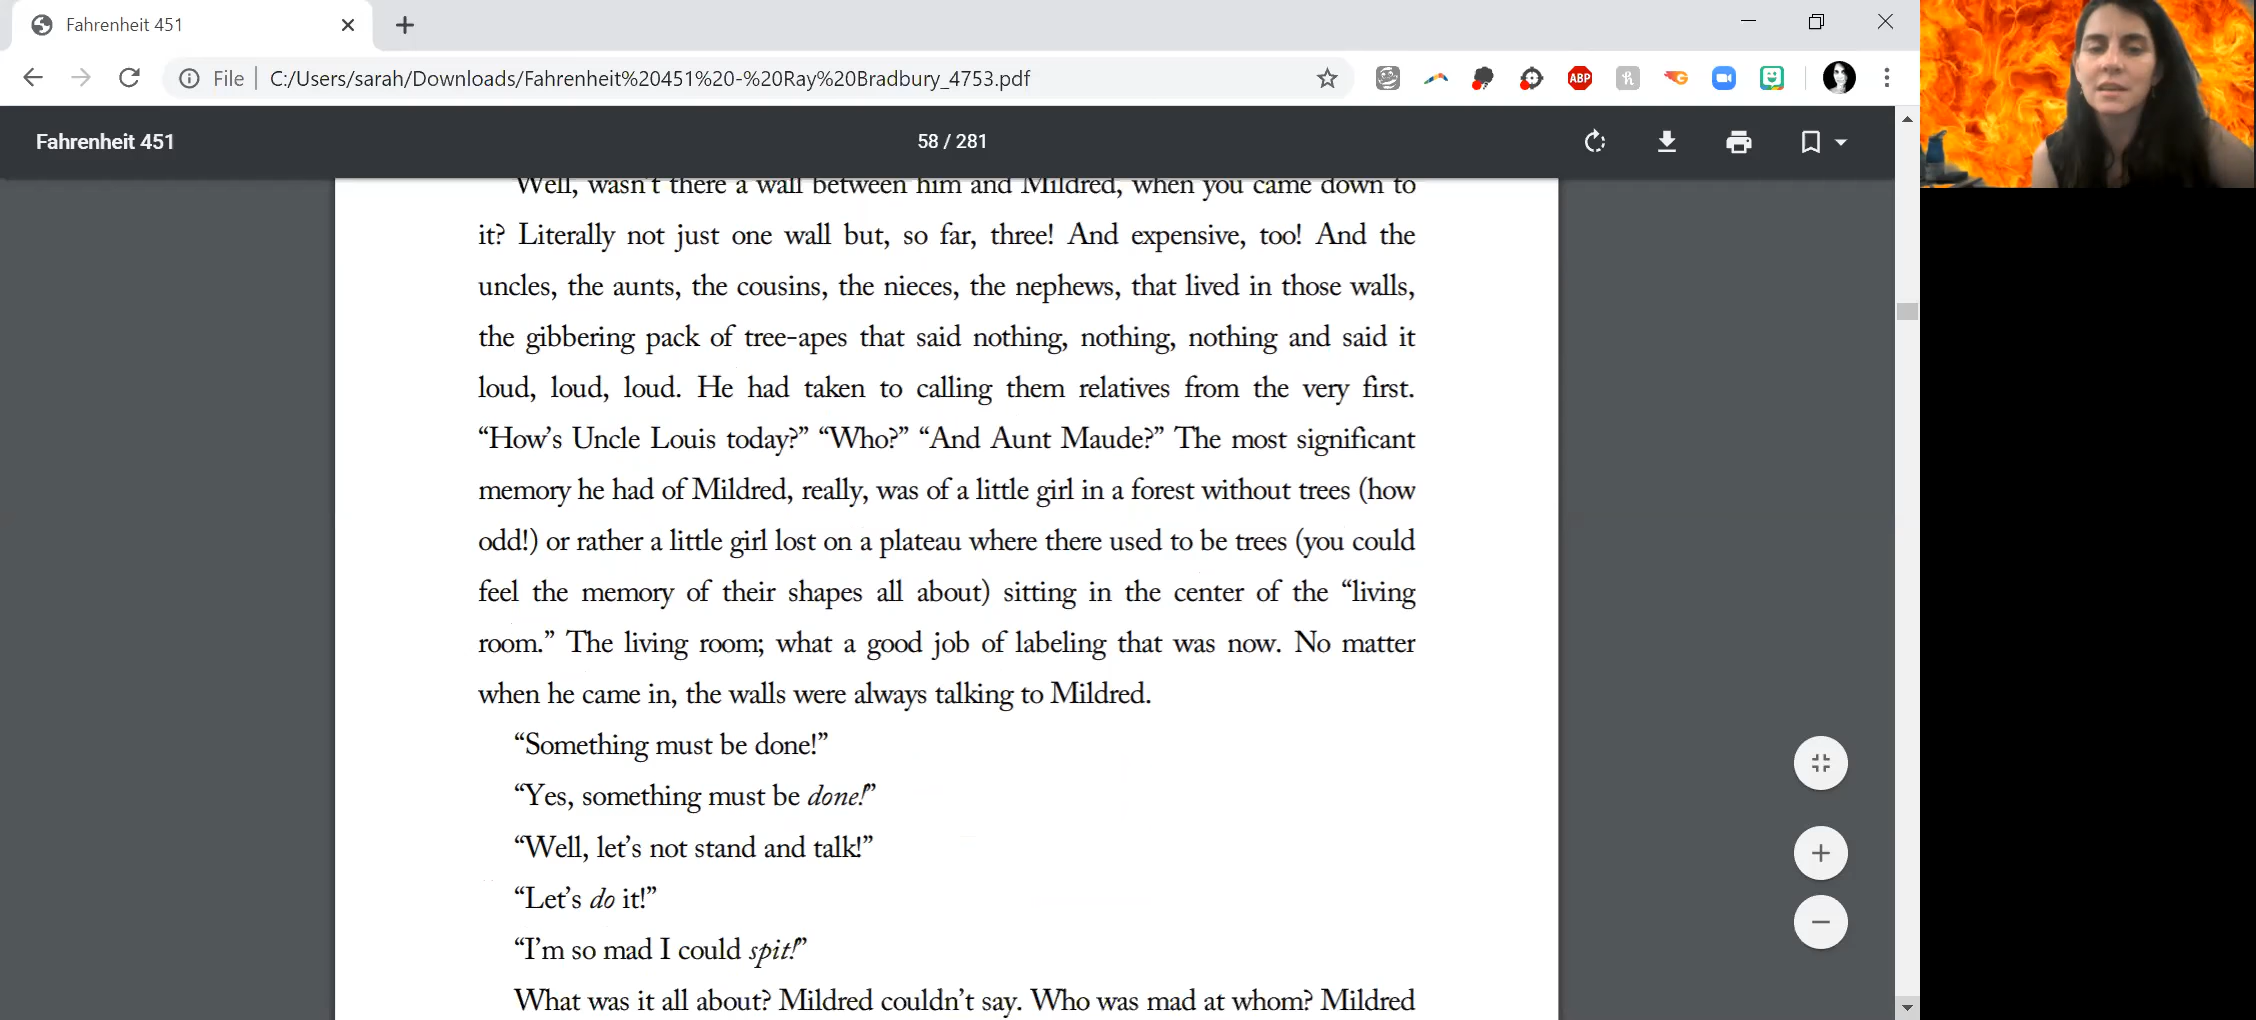 Fahrenheit 451
File
C:/Users/sarah/Downloads/Fahrenheit%20451%20-%20Ray%20Bradbury_4753.pdf
ABP
Fahrenheit 451
58 / 281
Well, wasn't there a wall between him and Mildred, when you came down to
it? Literally not just one wall but, so far, three! And expensive, too! And the
uncles, the aunts, the cousins, the nieces, the nephews, that lived in those walls,
the gibbering pack of tree-apes that said nothing, nothing, nothing and said it
loud, loud, loud. He had taken to calling them relatives from the very first.
“How’s Uncle Louis today?” “Who?” “And Aunt Maude?” The most significant
memory he had of Mildred, really, was of a little girl in a forest without trees (how
odd!) or rather a little girl lost on a plateau where there used to be trees (you could
feel the memory of their shapes all about) sitting in the center of the “living
room.” The living room; what a good job of labeling that was now. No matter
when he came in, the walls were always talking to Mildred.
“Something must be done!”
“Yes, something must be done!”
“Well, let’s not stand and talk!”
“Let’s do it!”
“I’m so mad I could spit!”
What was it all about? Mildred couldn’t say. Who was mad at whom? Mildred